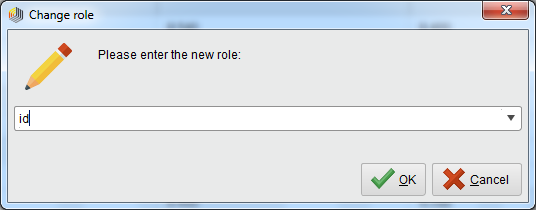 Change role
Please enter the new role:
id
OK
Cancel